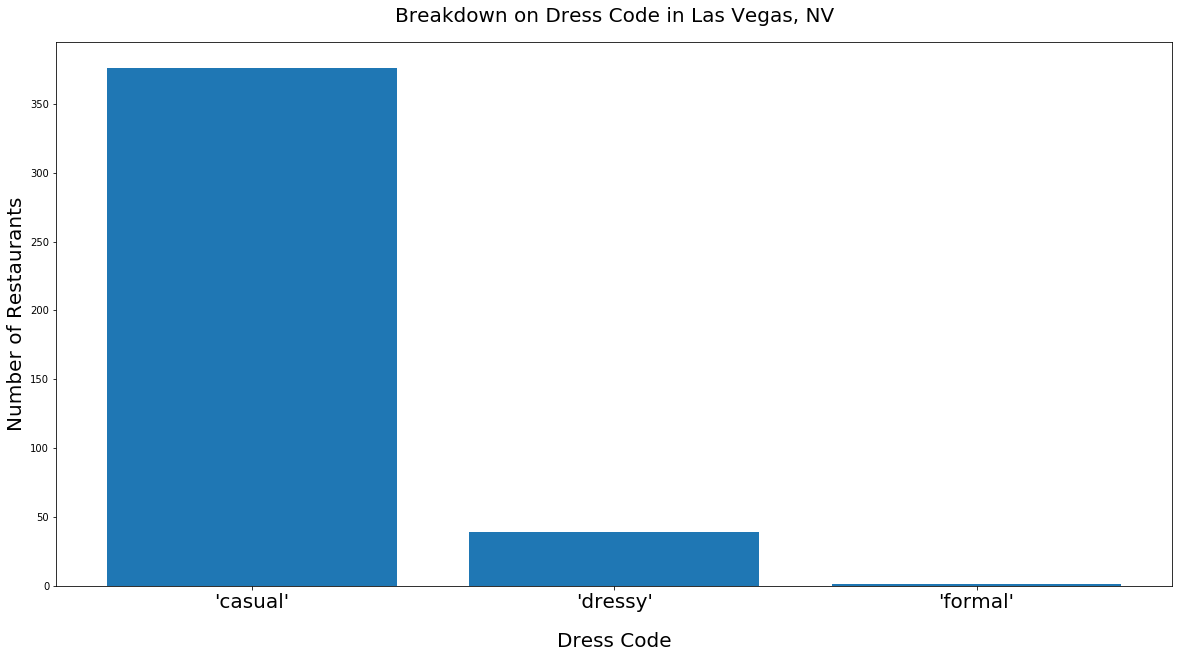 Breakdown on Dress Code in Las Vegas, NV
Number of Restaurants
350
300
250
200
150
100
50
0
'casual'
'dressy'
'formal'
Dress Code